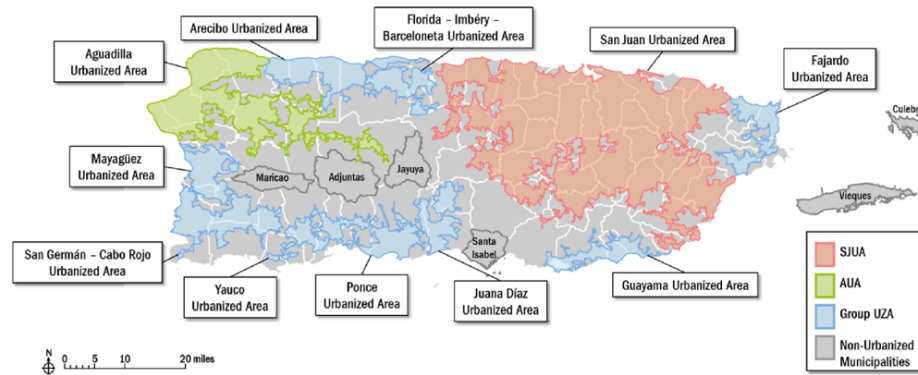 Arecibo Urbanized Area
Florida – Imbéry –
Barceloneta Urbanized Area
San Juan Urbanized Area
Aguadilla
Urbanized Area
Fajardo
Urbanized Area
Mayagüez
Urbanized Area
Maricao
Adjuntas
Jayuya
Vieques
San Germán – Cabo Rojo
Urbanized Area
Yauco
Urbanized Area
Ponce
Urbanized Area
Santa
Isabel
Juana Díaz
Urbanized Area
Guayama Urbanized Area
SJUA
AUA
Group UZA
Non-Urbanized
Municipalities
N
0 5 10 20 miles